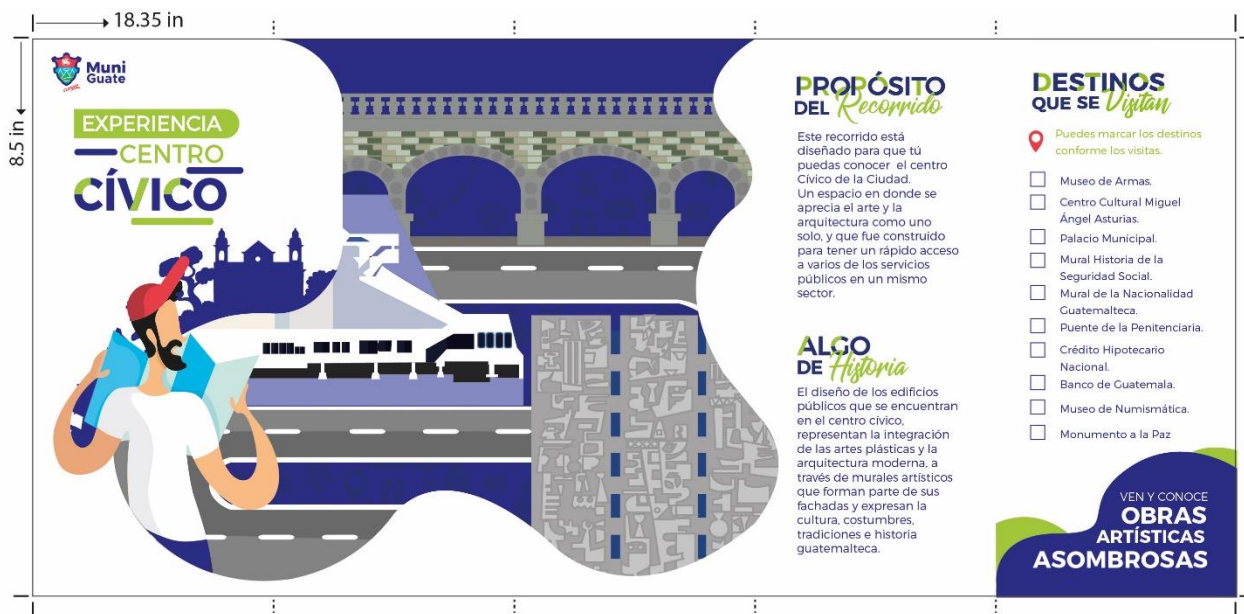 18.35 in
8.5 in
Muni
Guate
EXPERIENCIA
CENTRO
CÍVICO
PROPÓSITO
DEL Recorrido
Este recorrido está
diseñado para que tú
puedas conocer el centro
Cívico de la Ciudad.
Un espacio en donde se
aprecia el arte y la
arquitectura como uno
solo, y que fue construido
para tener un rápido acceso
a varios de los servicios
públicos en un mismo
sector.
ALGO
DE Historia
El diseño de los edificios
públicos que se encuentran
en el centro cívico,
representan la integración
de las artes plásticas y la
arquitectura moderna, a
través de murales artísticos
que forman parte de sus
fachadas y expresan la
cultura, costumbres,
tradiciones e historia
guatemalteca.
DESTINOS
QUE SE Visitan
Puedes marcar los destinos
conforme los visitas.
Museo de Armas.
Centro Cultural Miguel
Ángel Asturias.
Palacio Municipal.
Mural Historia de la
Seguridad Social.
Mural de la Nacionalidad
Guatemalteca.
Puente de la Penitenciaria.
Crédito Hipotecario
Nacional.
Banco de Guatemala.
Museo de Numismática.
Monumento a la Paz
VEN Y CONOCE
OBRAS
ARTÍSTICAS
ASOMBROSAS